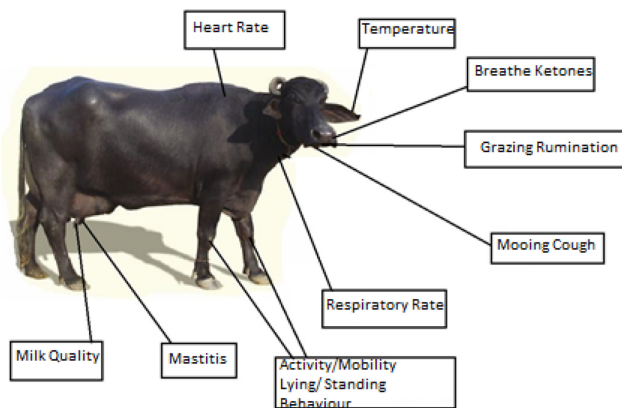 Heart Rate
Temperature
Breathe Ketones
Grazing Rumination
Mooing Cough
Respiratory Rate
Milk Quality
Mastitis
Activity/Mobility
Lying/ Standing
Behaviour